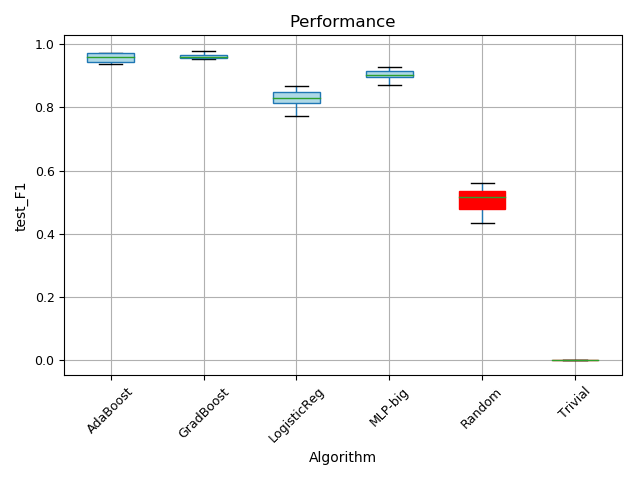 Performance
1.0
0.8
0.6
0.4
0.2
0.0
test_F1
AdaBoost
GradBoost
LogisticReg
MLP-big
Random
Trivial
Algorithm